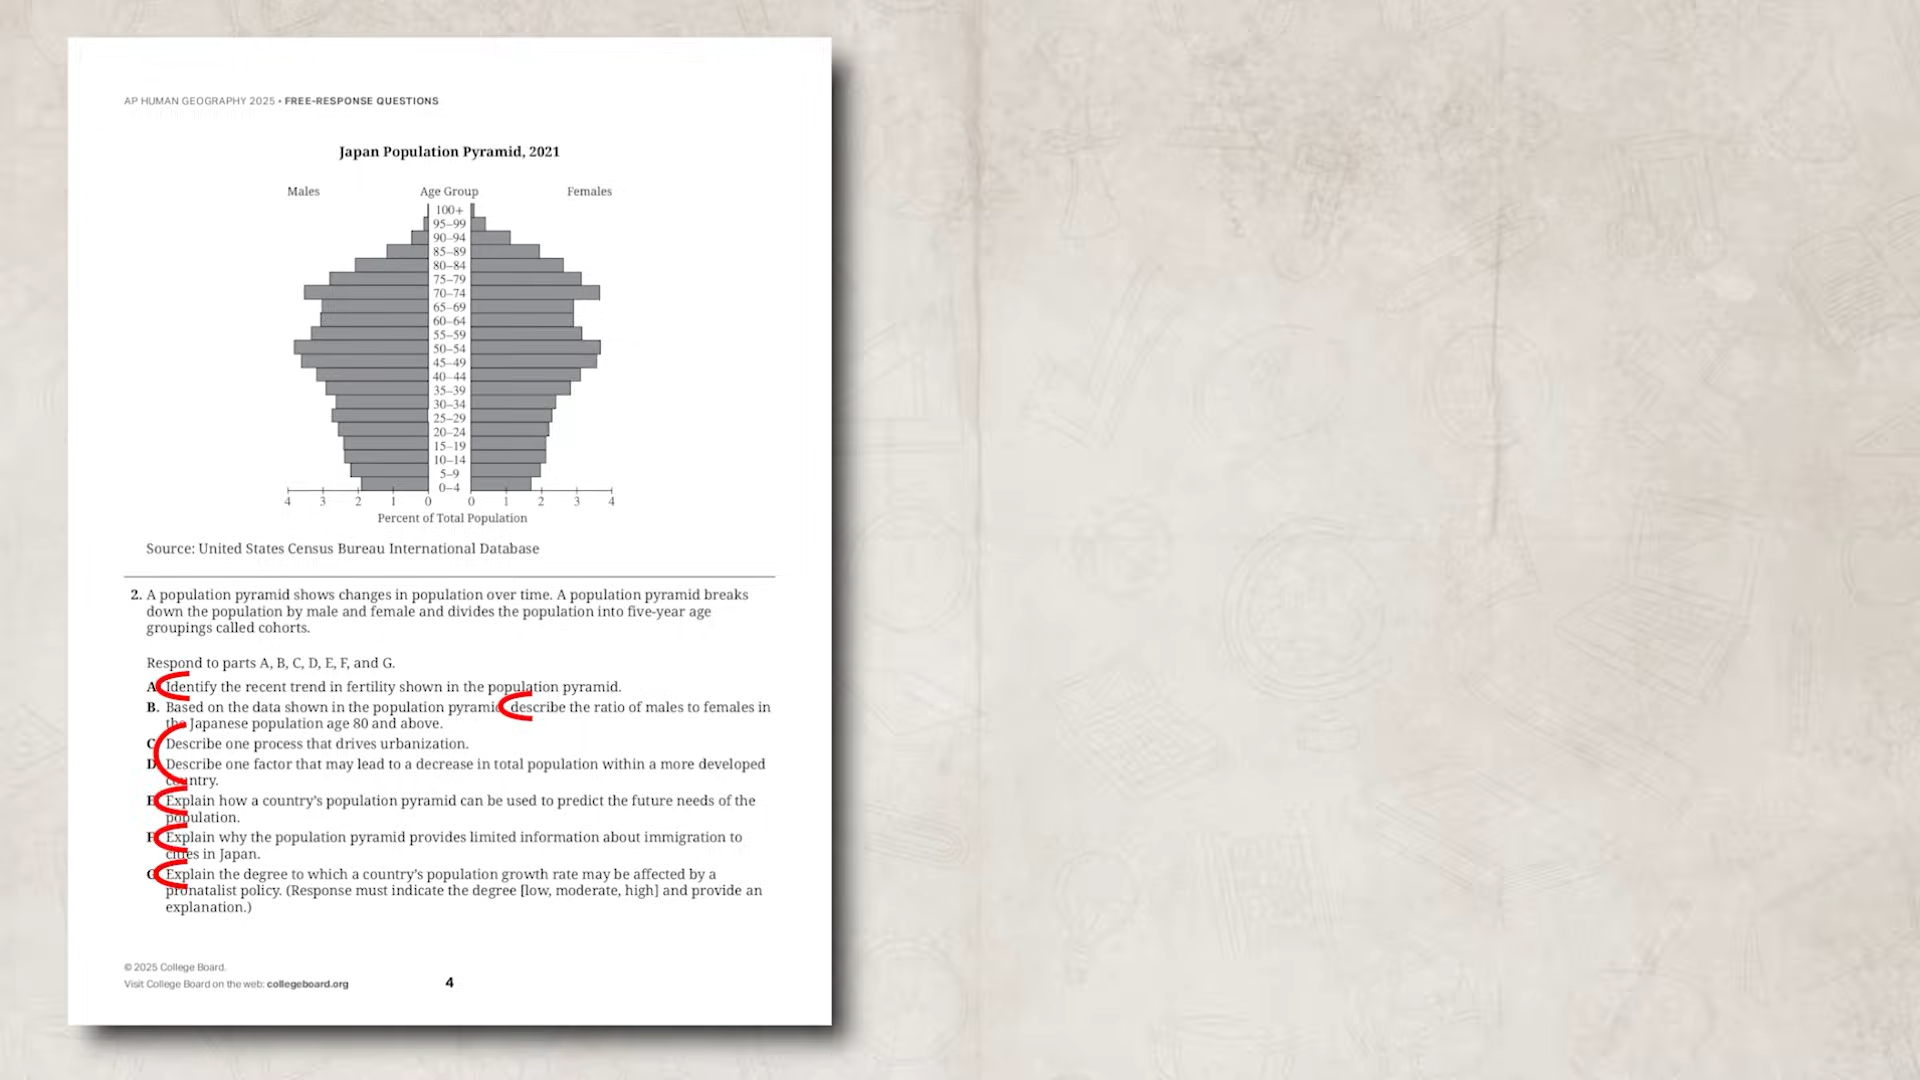 AP HUMAN GEOGRAPHY 2025 • FREE-RESPONSE QUESTIONS
Japan Population Pyramid, 2021
Males Age Group Females
100+
95–99
90–94
85–89
80–84
75–79
70–74
65–69
60–64
55–59
50–54
45–49
40–44
35–39
30–34
25–29
20–24
15–19
10–14
5–9
0–4
4 3 2 1 0 0 1 2 3 4
Percent of Total Population
Source: United States Census Bureau International Database
2. A population pyramid shows changes in population over time. A population pyramid breaks
down the population by male and female and divides the population into five-year age
groupings called cohorts.
Respond to parts A, B, C, D, E, F, and G.
A. Identify the recent trend in fertility shown in the population pyramid.
B. Based on the data shown in the population pyramid, describe the ratio of males to females in
the Japanese population age 80 and above.
C. Describe one process that drives urbanization.
D. Describe one factor that may lead to a decrease in total population within a more developed
country.
E. Explain how a country’s population pyramid can be used to predict the future needs of the
population.
F. Explain why the population pyramid provides limited information about immigration to
cities in Japan.
G. Explain the degree to which a country’s population growth rate may be affected by a
pronatalist policy. (Response must indicate the degree [low, moderate, high] and provide an
explanation.)
© 2025 College Board.
Visit College Board on the web: collegeboard.org
4